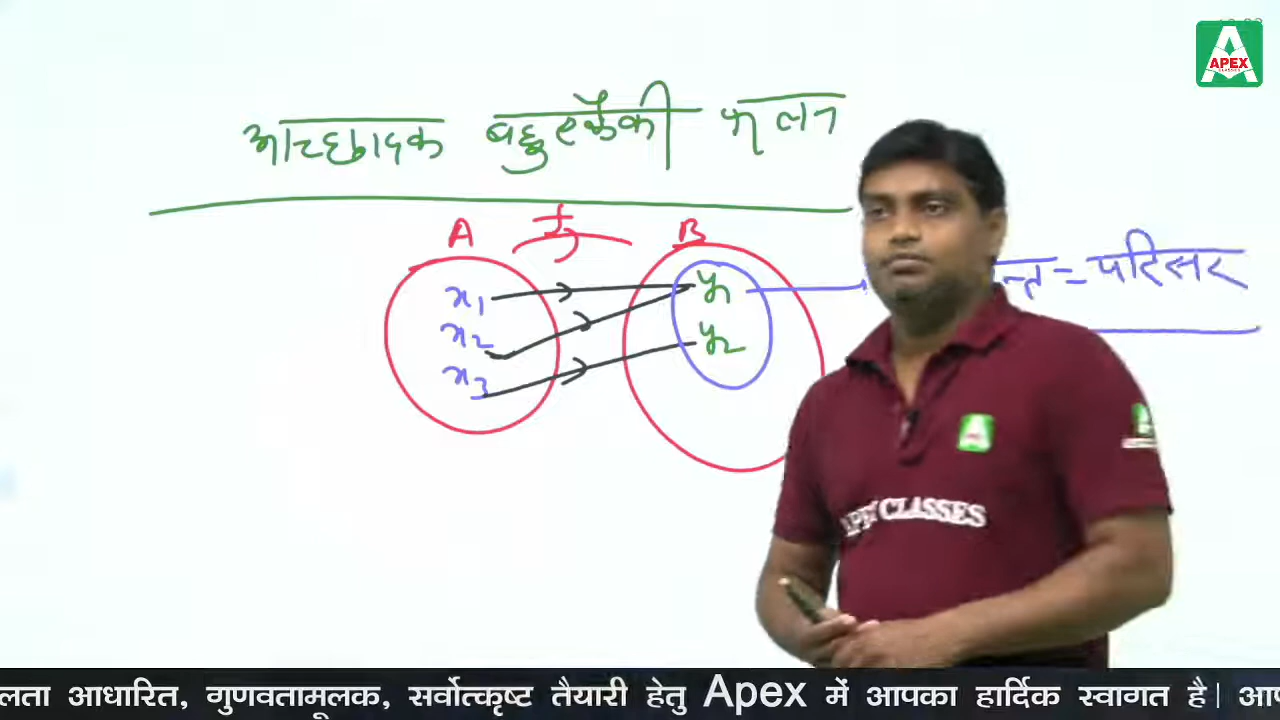 आच्छादक बहुएकैकी फलन
A f B
x1 y1
x2 y2
x3
न्त = परिसर
APEX CLASSES
APEX CLASSES
लता आधारित, गुणवतामूलक, सर्वोत्कृष्ट तैयारी हेतु Apex में आपका हार्दिक स्वागत है| आप